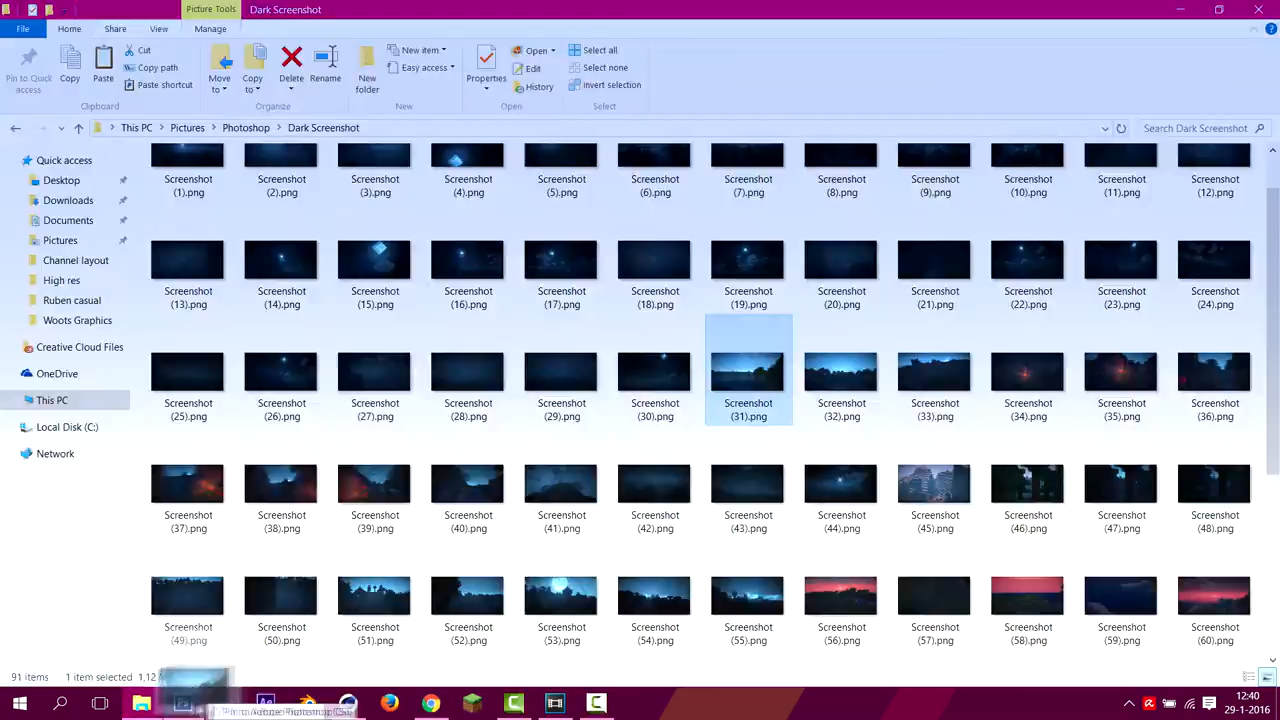 Picture Tools
Dark Screenshot
File
Home
Share
View
Manage
Pin to Quick access
Copy
Paste
Cut
Copy path
Paste shortcut
Clipboard
Move to
Copy to
Delete
Rename
Organize
New folder
New item
Easy access
New
Properties
Open
Edit
History
Open
Select all
Select none
Invert selection
Select
This PC
Pictures
Photoshop
Dark Screenshot
Search Dark Screenshot
Quick access
Desktop
Downloads
Documents
Pictures
Channel layout
High res
Ruben casual
Woots Graphics
Creative Cloud Files
OneDrive
This PC
Local Disk (C:)
Network
Screenshot (1).png
Screenshot (2).png
Screenshot (3).png
Screenshot (4).png
Screenshot (5).png
Screenshot (6).png
Screenshot (7).png
Screenshot (8).png
Screenshot (9).png
Screenshot (10).png
Screenshot (11).png
Screenshot (12).png
Screenshot (13).png
Screenshot (14).png
Screenshot (15).png
Screenshot (16).png
Screenshot (17).png
Screenshot (18).png
Screenshot (19).png
Screenshot (20).png
Screenshot (21).png
Screenshot (22).png
Screenshot (23).png
Screenshot (24).png
Screenshot (25).png
Screenshot (26).png
Screenshot (27).png
Screenshot (28).png
Screenshot (29).png
Screenshot (30).png
Screenshot (31).png
Screenshot (32).png
Screenshot (33).png
Screenshot (34).png
Screenshot (35).png
Screenshot (36).png
Screenshot (37).png
Screenshot (38).png
Screenshot (39).png
Screenshot (40).png
Screenshot (41).png
Screenshot (42).png
Screenshot (43).png
Screenshot (44).png
Screenshot (45).png
Screenshot (46).png
Screenshot (47).png
Screenshot (48).png
Screenshot (49).png
Screenshot (50).png
Screenshot (51).png
Screenshot (52).png
Screenshot (53).png
Screenshot (54).png
Screenshot (55).png
Screenshot (56).png
Screenshot (57).png
Screenshot (58).png
Screenshot (59).png
Screenshot (60).png
91 items
1 item selected 1,12
Ae
12:40
29-1-2016